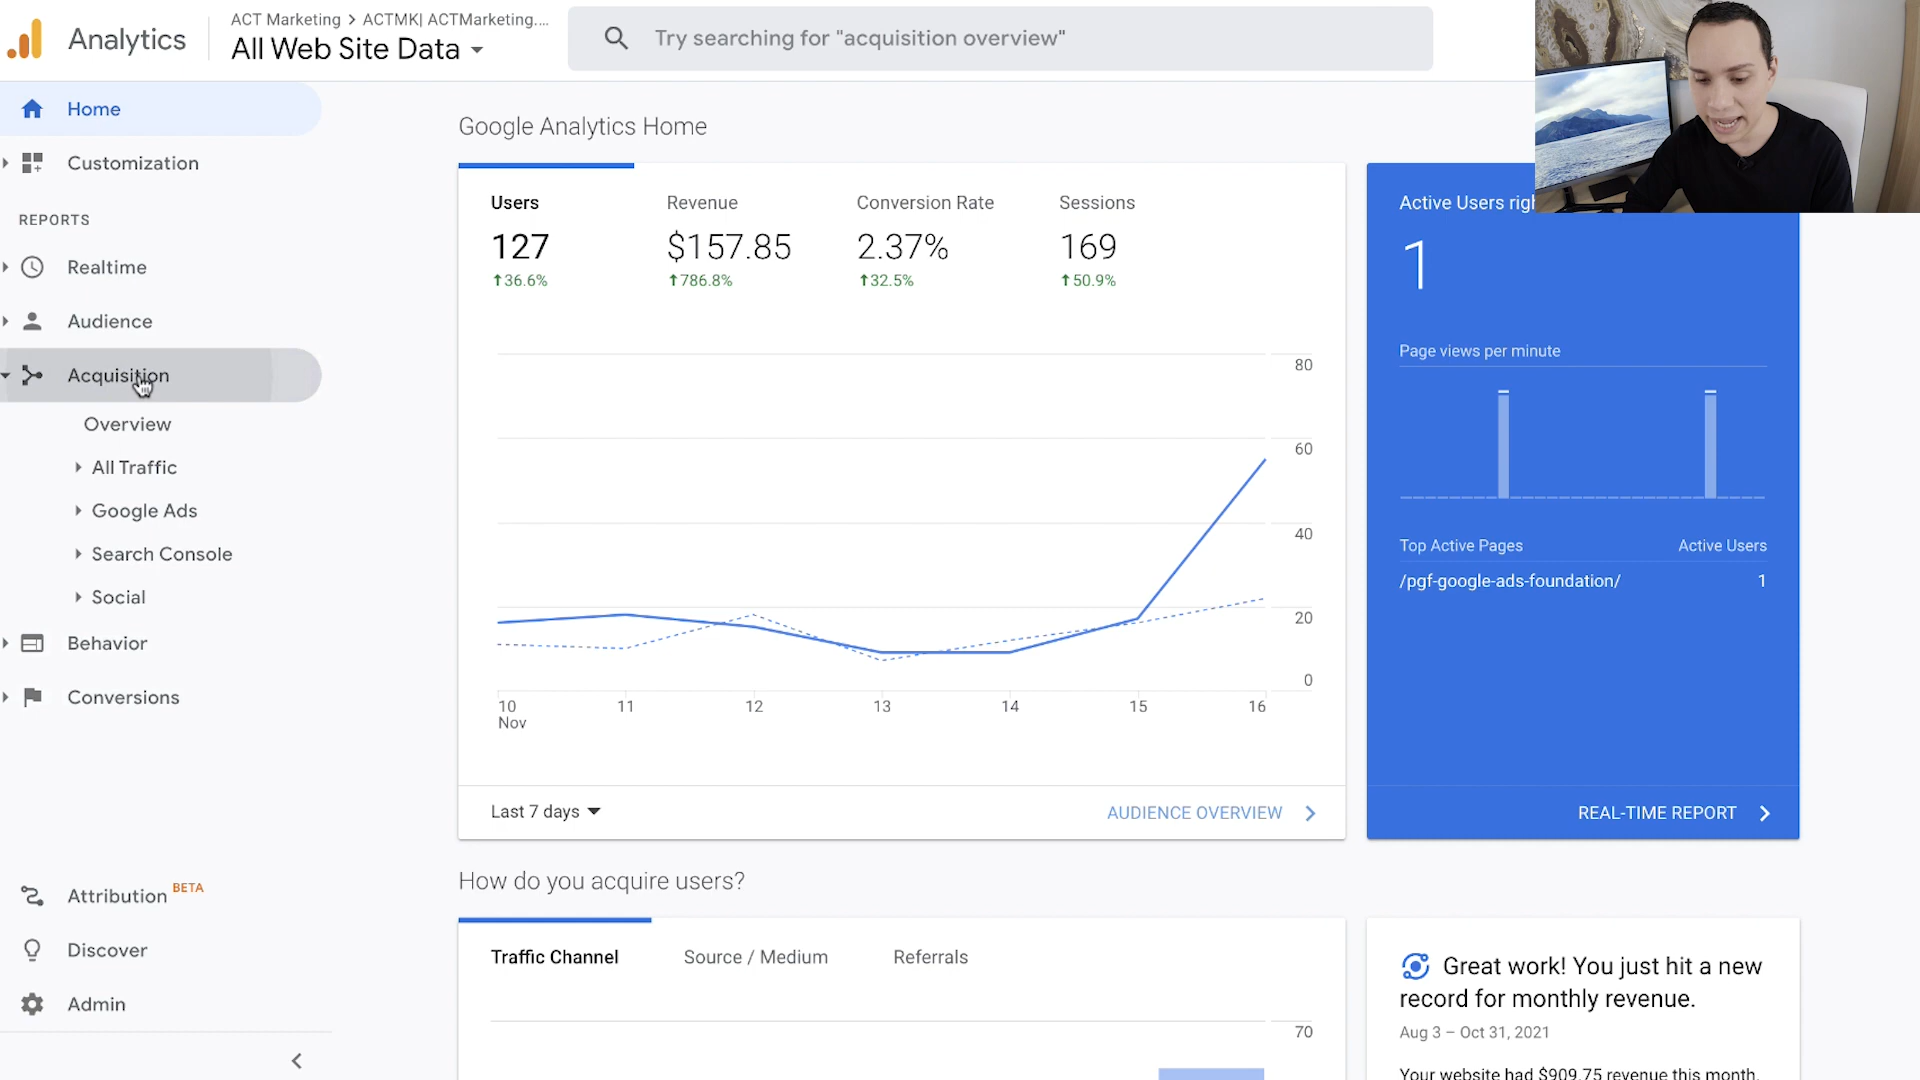 Analytics
ACT Marketing > ACTMK| ACTMarketing....
All Web Site Data
Try searching for "acquisition overview"
Home
Customization
REPORTS
Realtime
Audience
Acquisition
Overview
All Traffic
Google Ads
Search Console
Social
Behavior
Conversions
Attribution BETA
Discover
Admin
Google Analytics Home
Users
Revenue
Conversion Rate
Sessions
127
$157.85
2.37%
169
36.6%
786.8%
32.5%
50.9%
80
60
40
20
0
10
Nov
11
12
13
14
15
16
Last 7 days
AUDIENCE OVERVIEW
Active Users
1
Page views per minute
Top Active Pages
Active Users
/pgf-google-ads-foundation/
1
REAL-TIME REPORT
How do you acquire users?
Traffic Channel
Source / Medium
Referrals
70
Great work! You just hit a new
record for monthly revenue.
Aug 3 – Oct 31, 2021
Your website had $909.75 revenue this month.